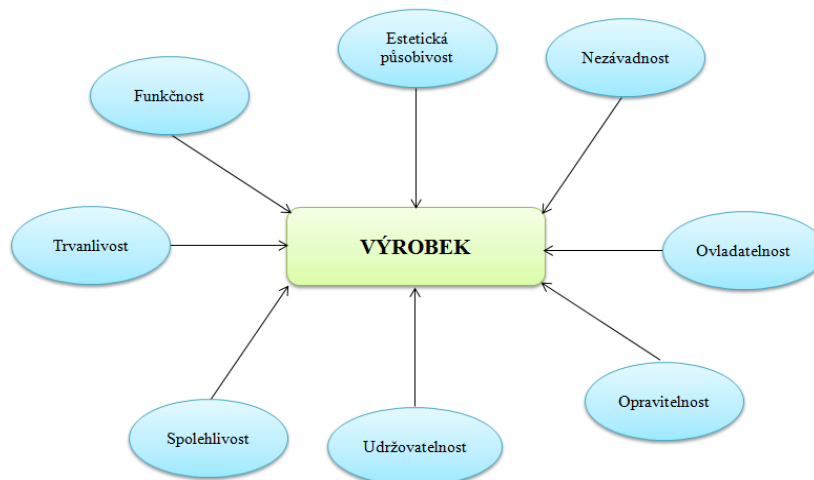 Estetická
působivost
Nezávadnost
Funkčnost
Trvanlivost
VÝROBEK
Ovladatelnost
Opravitelnost
Spolehlivost
Udržovatelnost